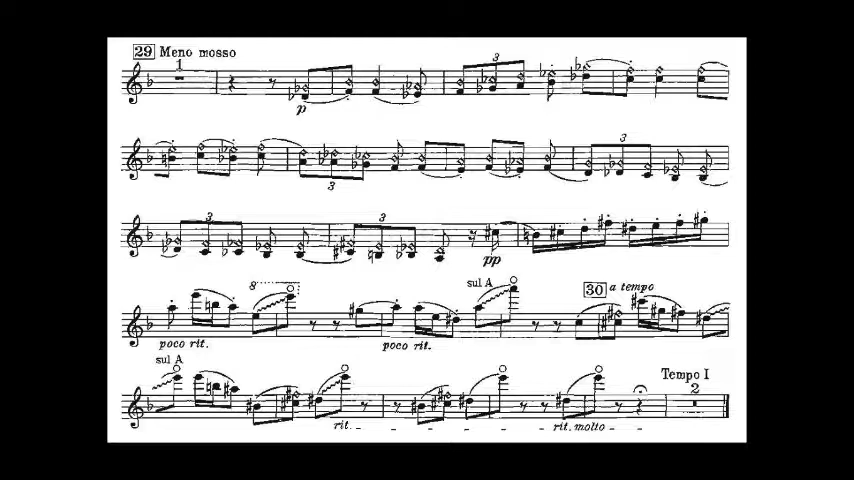 29 Meno mosso
1
3
p
3
3
3
3
pp
8
sul A
30 a tempo
poco rit.
poco rit.
sul A
Tempo I
2
rit.
rit. molto